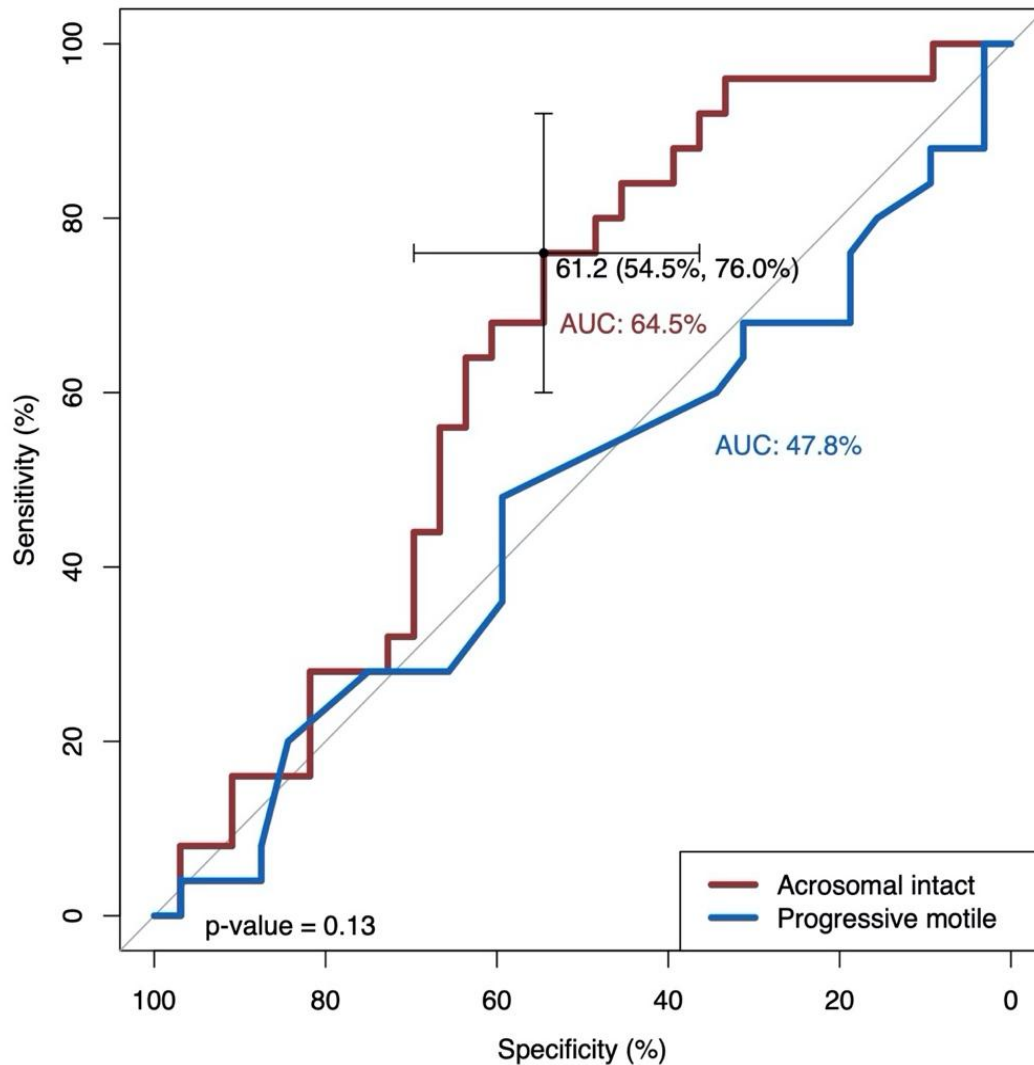 100
80
60
40
20
0
Sensitivity (%)
61.2 (54.5%, 76.0%)
AUC: 64.5%
AUC: 47.8%
p-value = 0.13
Acrosomal intact
Progressive motile
100 80 60 40 20 0
Specificity (%)